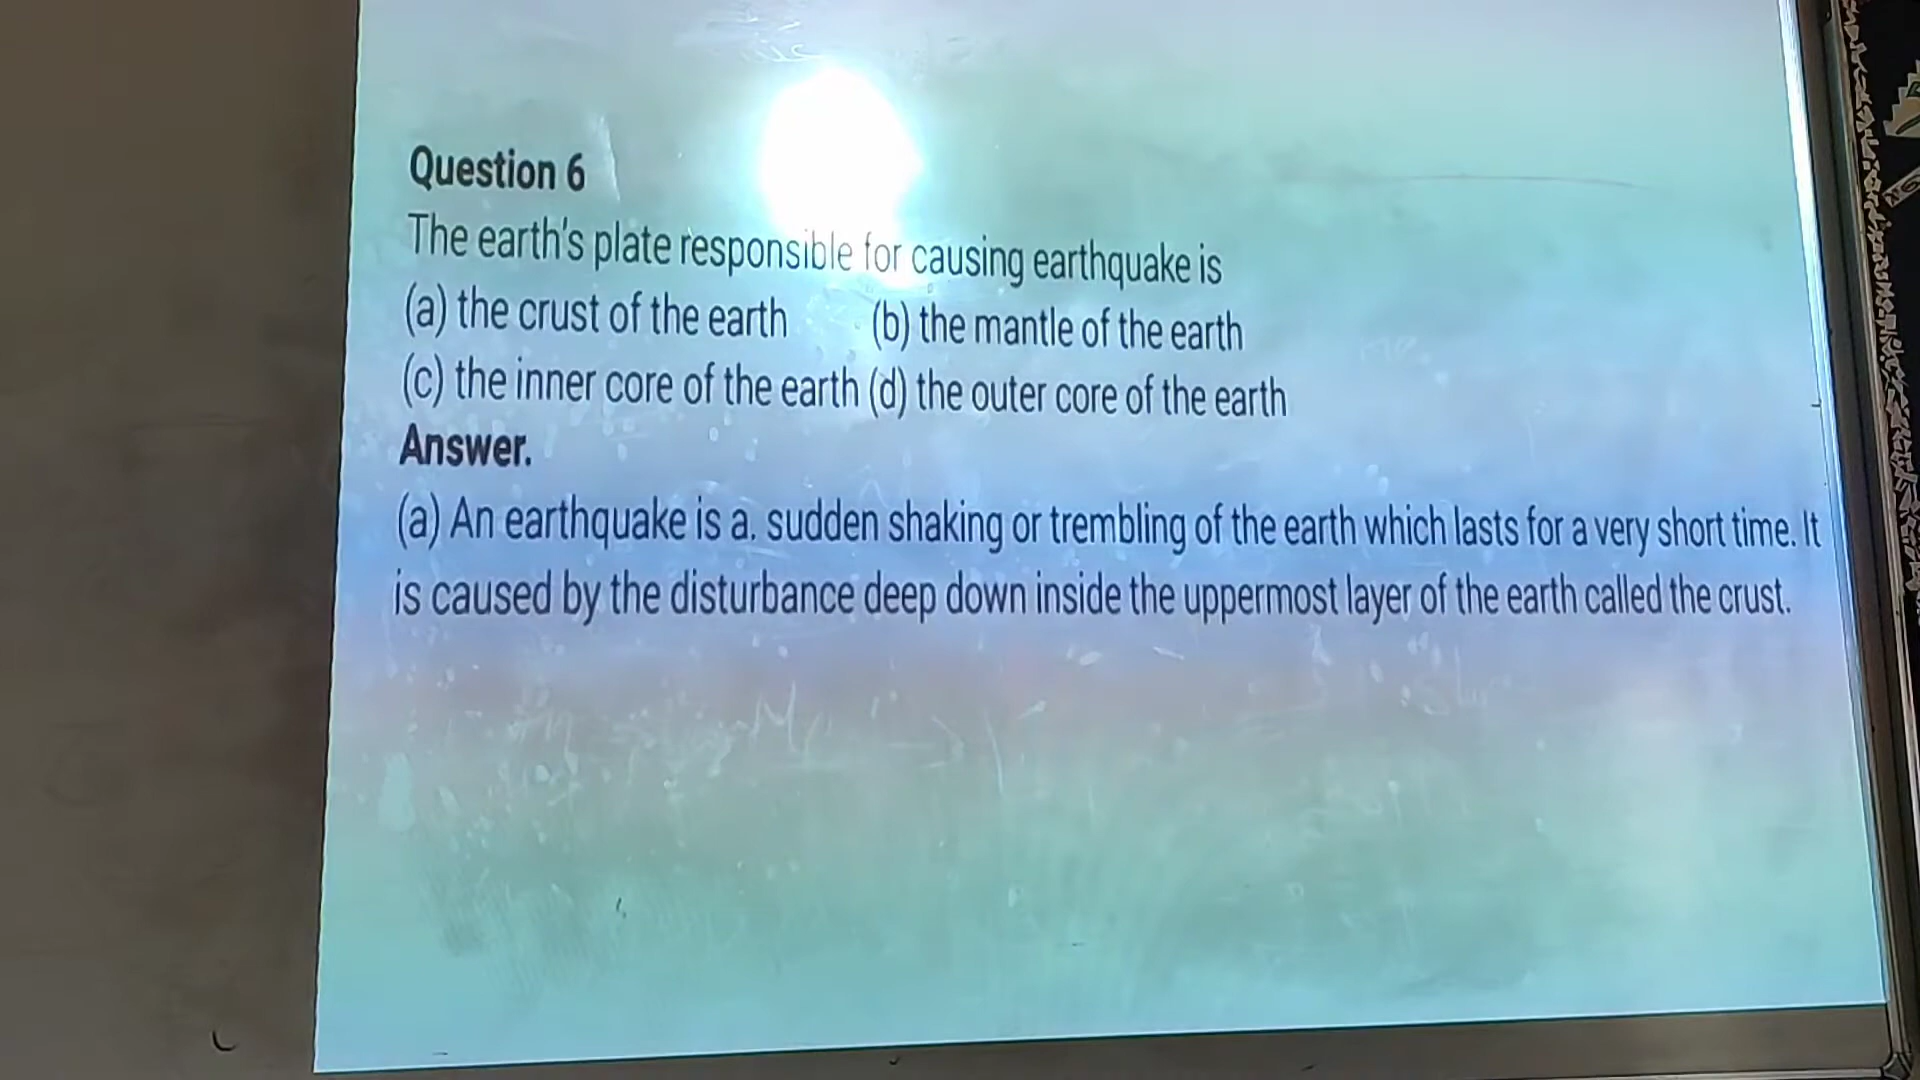 Question 6
The earth's plate responsible for causing earthquake is
(a) the crust of the earth (b) the mantle of the earth
(c) the inner core of the earth (d) the outer core of the earth
Answer.
(a) An earthquake is a. sudden shaking or trembling of the earth which lasts for a very short time. It
is caused by the disturbance deep down inside the uppermost layer of the earth called the crust.